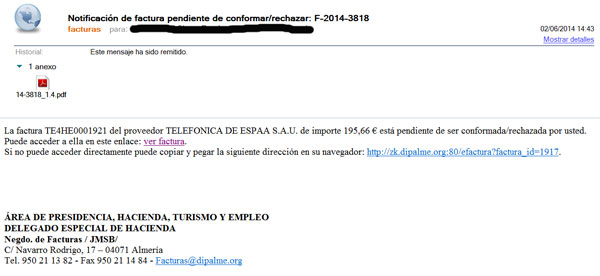 Notificación de factura pendiente de conformar/rechazar: F-2014-3818
facturas para: 02/06/2014 14:43
Mostrar detalles
Historial: Este mensaje ha sido remitido.
1 anexo
14-3818_1.4.pdf
La factura TE4HE0001921 del proveedor TELEFONICA DE ESPAA S.A.U. de importe 195,66 € está pendiente de ser conformada/rechazada por usted.
Puede acceder a ella en este enlace: ver factura.
Si no puede acceder directamente puede copiar y pegar la siguiente dirección en su navegador: http://zk.dipalme.org:80/efactura?factura_id=1917.
ÁREA DE PRESIDENCIA, HACIENDA, TURISMO Y EMPLEO
DELEGADO ESPECIAL DE HACIENDA
Negdo. de Facturas / JMSB/
C/ Navarro Rodrigo, 17 – 04071 Almería
Tel. 950 21 13 82 - Fax 950 21 14 84 - Facturas@dipalme.org